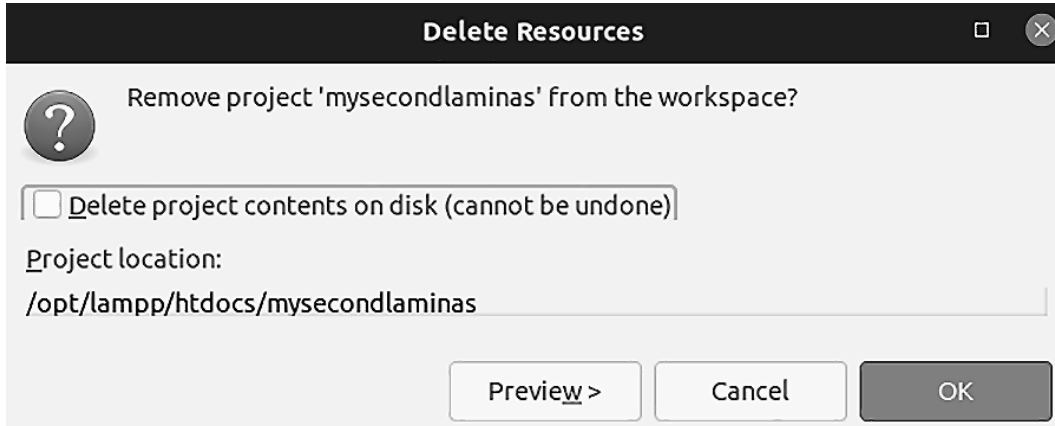 Delete Resources
Remove project 'mysecondlaminas' from the workspace?
Delete project contents on disk (cannot be undone)
Project location:
/opt/lampp/htdocs/mysecondlaminas
Preview >
Cancel
OK